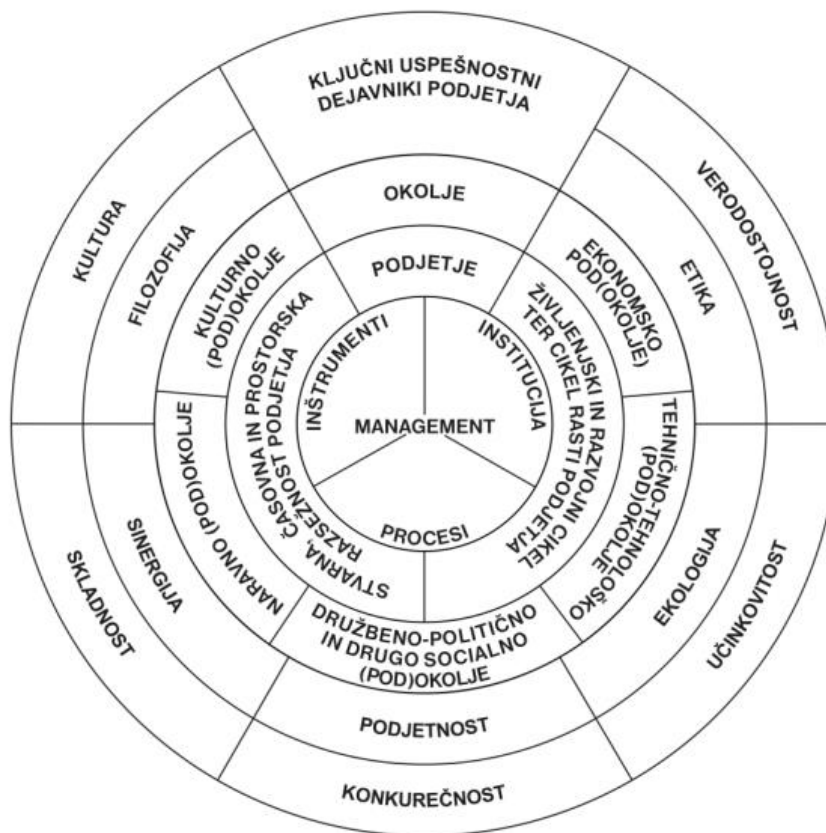 KLJUČNI USPEŠNOSTNI
DEJAVNIKI PODJETJA
VERODOSTOJNOST
UČINKOVITOST
KONKUREČNOST
SKLADNOST
KULTURA
ETIKA
EKOLOGIJA
PODJETNOST
SINERGIJA
FILOZOFIJA
OKOLJE
EKONOMSKO
POD(OKOLJE)
TEHNIČNO-TEHNOLOŠKO
(POD)OKOLJE
DRUŽBENO-POLITIČNO
IN DRUGO SOCIALNO
(POD)OKOLJE
NARAVNO (POD)OKOLJE
KULTURNO
(POD)OKOLJE
PODJETJE
ŽIVLJENJSKI IN RAZVOJNI CIKEL
TER CIKEL RASTI PODJETJA
STVARNA, ČASOVNA IN PROSTORSKA
RAZSEŽNOST PODJETJA
INŠTRUMENTI
INSTITUCIJA
MANAGEMENT
PROCESI